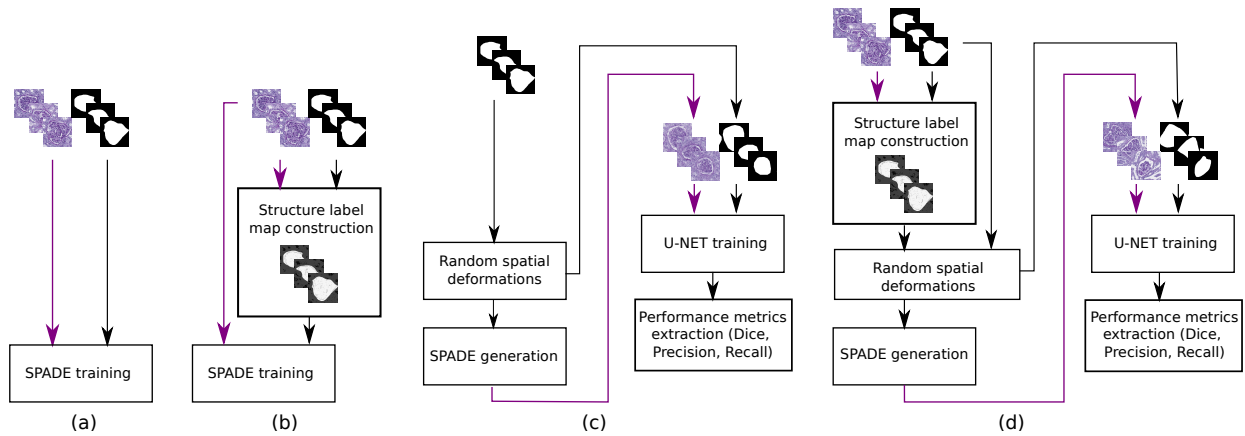 SPADE training
(a)
Structure label
map construction
SPADE training
(b)
Random spatial
deformations
SPADE generation
U-NET training
Performance metrics
extraction (Dice,
Precision, Recall)
(c)
Structure label
map construction
Random spatial
deformations
SPADE generation
U-NET training
Performance metrics
extraction (Dice,
Precision, Recall)
(d)